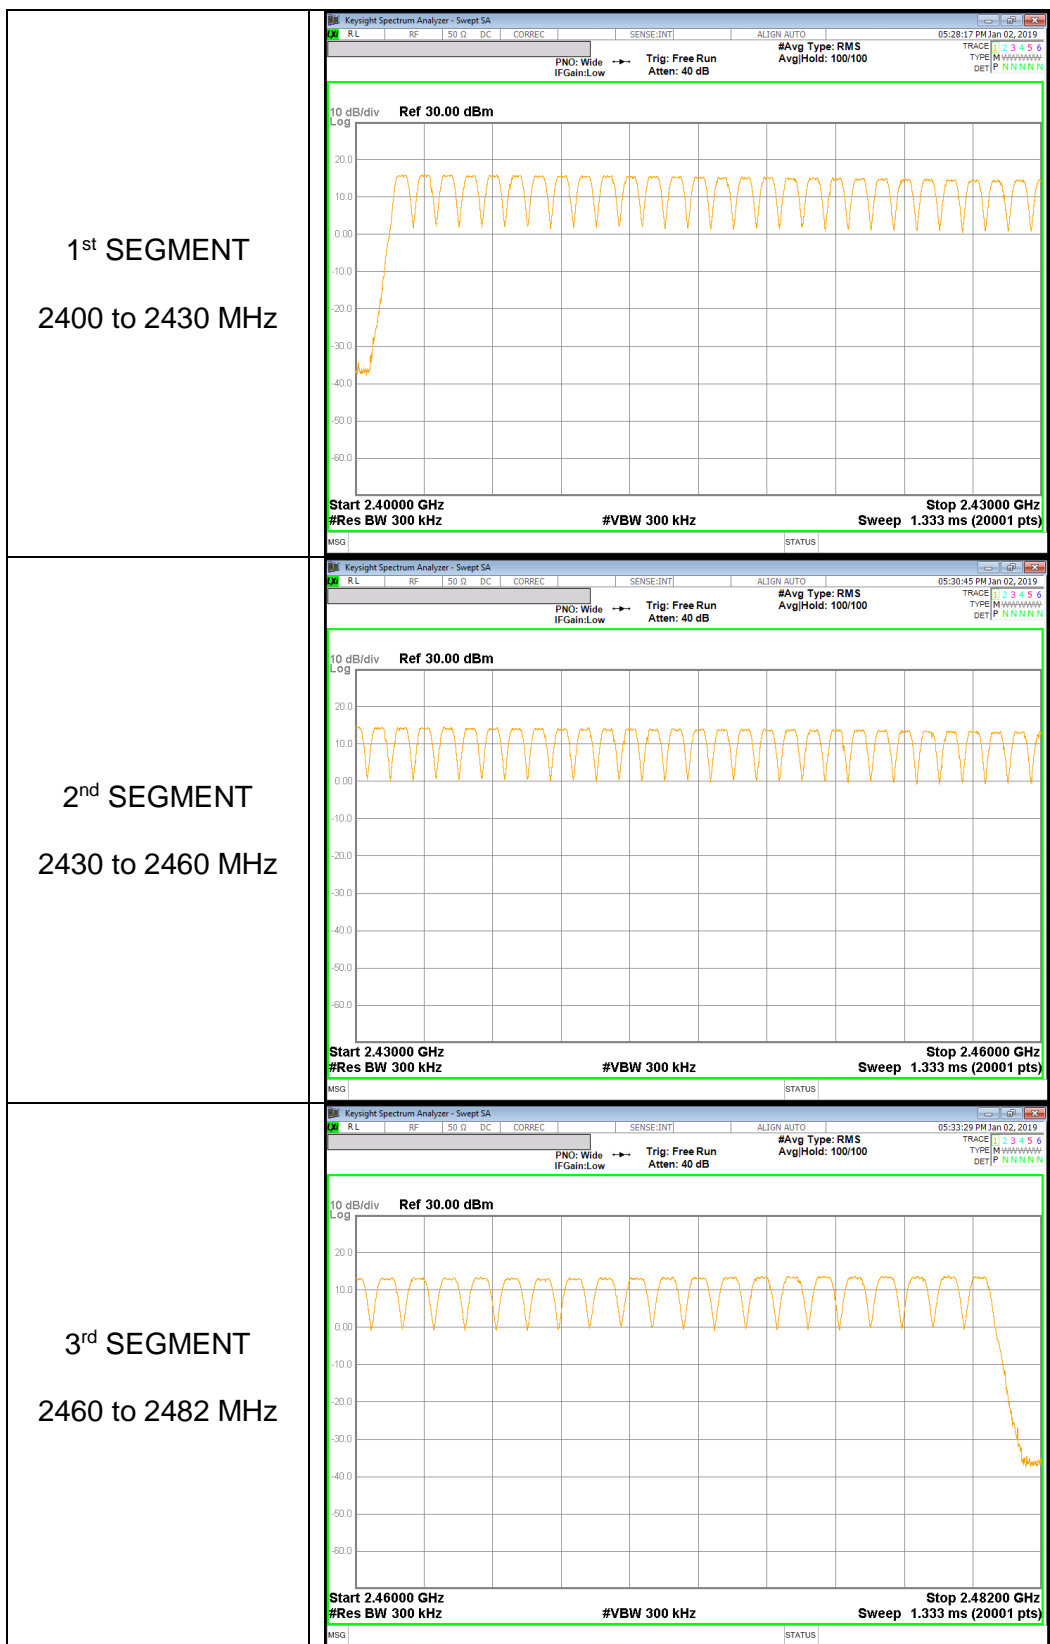 1st SEGMENT
2400 to 2430 MHz
Keysight Spectrum Analyzer - Swept SA
LXI RL RF 50 Ω DC CORREC SENSE:INT ALIGN AUTO 05:28:17 PM Jan 02, 2019
#Avg Type: RMS TRACE 1 2 3 4 5 6
PNO: Wide Trig: Free Run Avg|Hold: 100/100 TYPE M WWWWW
IFGain:Low Atten: 40 dB DET P N N N N N
10 dB/div Ref 30.00 dBm
Log
20.0
10.0
0.00
-10.0
-20.0
-30.0
-40.0
-50.0
-60.0
Start 2.40000 GHz Stop 2.43000 GHz
#Res BW 300 kHz #VBW 300 kHz Sweep 1.333 ms (20001 pts)
MSG STATUS
2nd SEGMENT
2430 to 2460 MHz
Keysight Spectrum Analyzer - Swept SA
LXI RL RF 50 Ω DC CORREC SENSE:INT ALIGN AUTO 05:30:45 PM Jan 02, 2019
#Avg Type: RMS TRACE 1 2 3 4 5 6
PNO: Wide Trig: Free Run Avg|Hold: 100/100 TYPE M WWWWW
IFGain:Low Atten: 40 dB DET P N N N N N
10 dB/div Ref 30.00 dBm
Log
20.0
10.0
0.00
-10.0
-20.0
-30.0
-40.0
-50.0
-60.0
Start 2.43000 GHz Stop 2.46000 GHz
#Res BW 300 kHz #VBW 300 kHz Sweep 1.333 ms (20001 pts)
MSG STATUS
3rd SEGMENT
2460 to 2482 MHz
Keysight Spectrum Analyzer - Swept SA
LXI RL RF 50 Ω DC CORREC SENSE:INT ALIGN AUTO 05:33:29 PM Jan 02, 2019
#Avg Type: RMS TRACE 1 2 3 4 5 6
PNO: Wide Trig: Free Run Avg|Hold: 100/100 TYPE M WWWWW
IFGain:Low Atten: 40 dB DET P N N N N N
10 dB/div Ref 30.00 dBm
Log
20.0
10.0
0.00
-10.0
-20.0
-30.0
-40.0
-50.0
-60.0
Start 2.46000 GHz Stop 2.48200 GHz
#Res BW 300 kHz #VBW 300 kHz Sweep 1.333 ms (20001 pts)
MSG STATUS